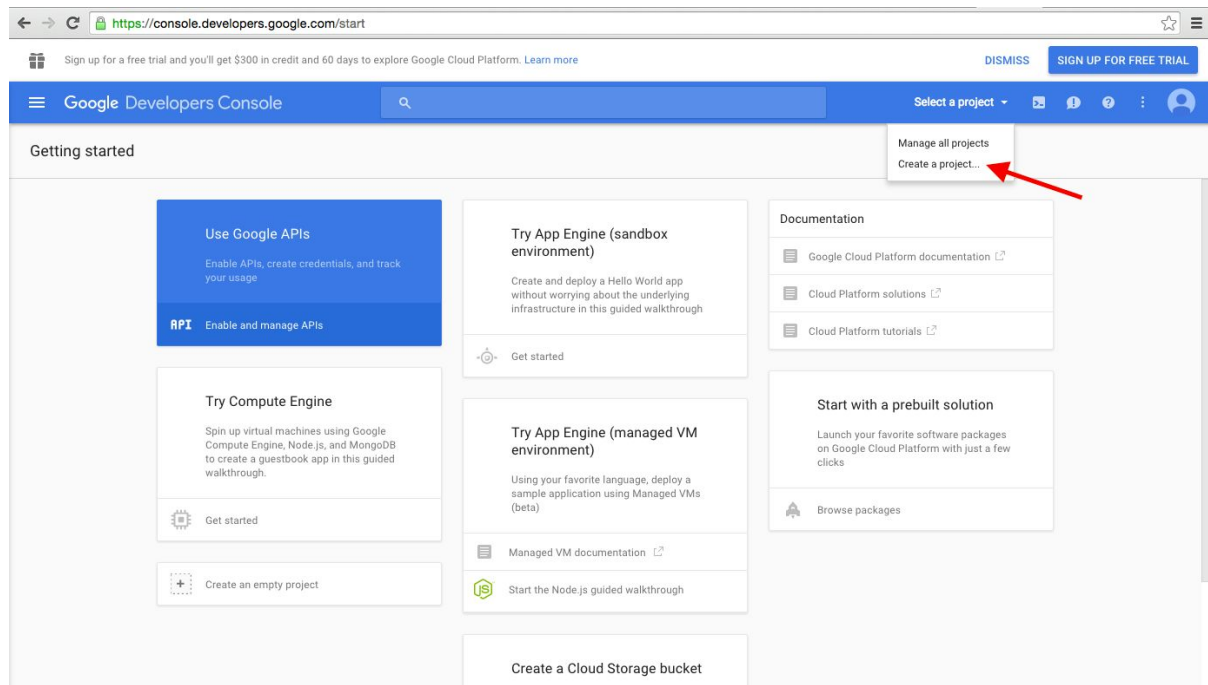 https://console.developers.google.com/start
Sign up for a free trial and you'll get $300 in credit and 60 days to explore Google Cloud Platform. Learn more
DISMISS
SIGN UP FOR FREE TRIAL
Google Developers Console
Select a project
Manage all projects
Create a project...
Getting started
Use Google APIs
Enable APIs, create credentials, and track
your usage
API Enable and manage APIs
Try Compute Engine
Spin up virtual machines using Google
Compute Engine, Node.js, and MongoDB
to create a guestbook app in this guided
walkthrough.
Get started
Create an empty project
Try App Engine (sandbox
environment)
Create and deploy a Hello World app
without worrying about the underlying
infrastructure in this guided walkthrough
Get started
Try App Engine (managed VM
environment)
Using your favorite language, deploy a
sample application using Managed VMs
(beta)
Managed VM documentation
JS Start the Node.js guided walkthrough
Create a Cloud Storage bucket
Documentation
Google Cloud Platform documentation
Cloud Platform solutions
Cloud Platform tutorials
Start with a prebuilt solution
Launch your favorite software packages
on Google Cloud Platform with just a few
clicks
Browse packages